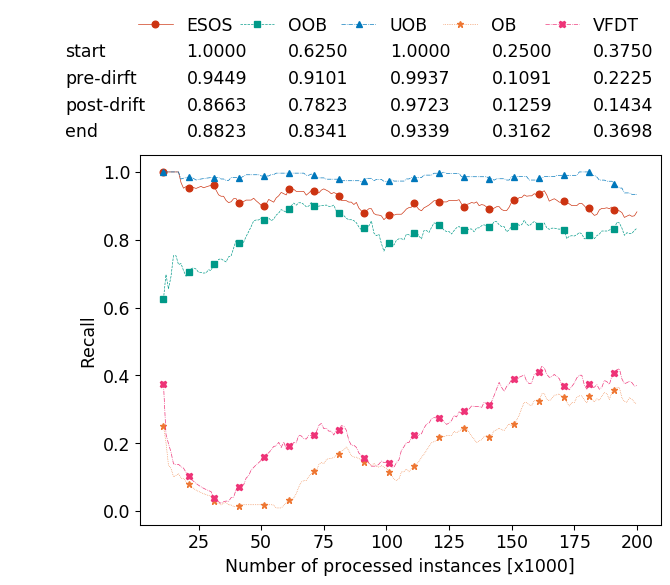 ESOS OOB UOB OB VFDT
start 1.0000 0.6250 1.0000 0.2500 0.3750
pre-dirft 0.9449 0.9101 0.9937 0.1091 0.2225
post-drift 0.8663 0.7823 0.9723 0.1259 0.1434
end 0.8823 0.8341 0.9339 0.3162 0.3698
1.0
0.8
0.6
0.4
0.2
0.0
Recall
25 50 75 100 125 150 175 200
Number of processed instances [x1000]